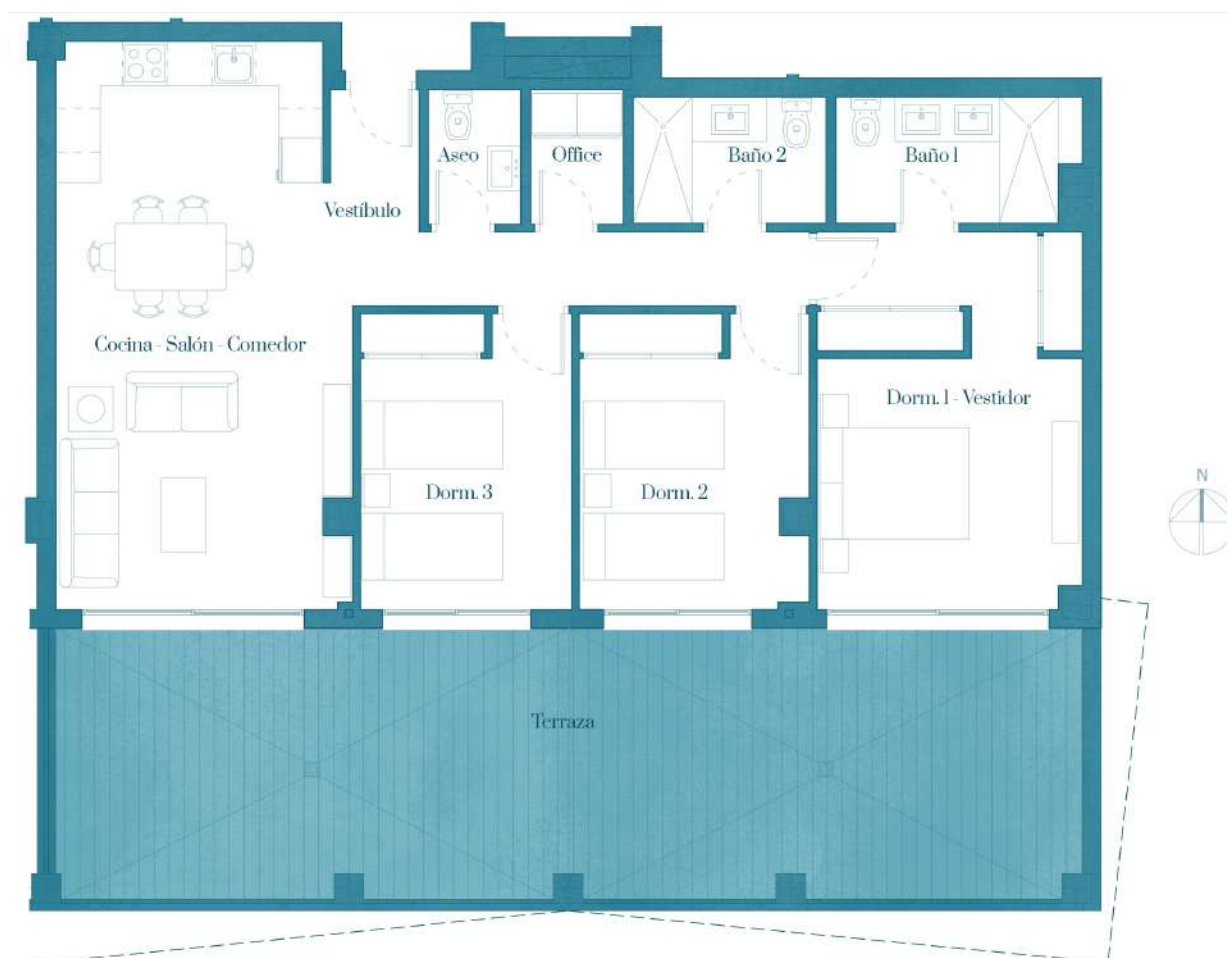 Aseo
Office
Baño 2
Baño 1
Vestíbulo
Cocina - Salón - Comedor
Dorm. 1 - Vestidor
Dorm. 3
Dorm. 2
N
Terraza